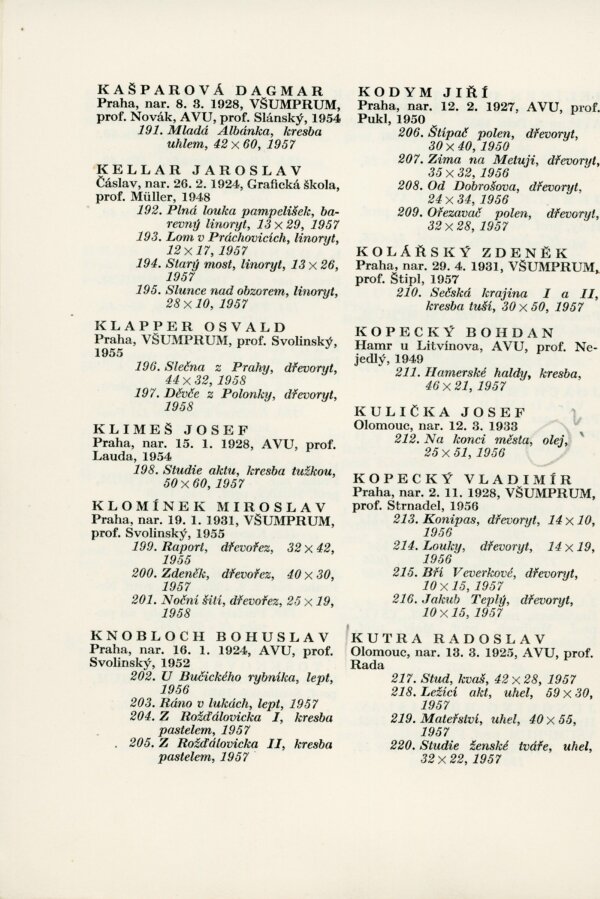 KAŠPAROVÁ DAGMAR
Praha, nar. 8. 3. 1928, VŠUMPRUM,
prof. Novák, AVU, prof. Slánský, 1954
191. Mladá Albánka, kresba
uhlem, 42 × 60, 1957
KELLAR JAROSLAV
Čáslav, nar. 26. 2. 1924, Grafická škola,
prof. Müller, 1948
192. Plná louka pampelišek, ba-
revný linoryt, 13 × 29, 1957
193. Lom v Práchovicích, linoryt,
12 × 17, 1957
194. Starý most, linoryt, 13 × 26,
1957
195. Slunce nad obzorem, linoryt,
28 × 10, 1957
KLAPPER OSVALD
Praha, VŠUMPRUM, prof. Svolinský,
1955
196. Slečna z Prahy, dřevoryt,
44 × 32, 1958
197. Děvče z Polonky, dřevoryt,
1958
KLIMEŠ JOSEF
Praha, nar. 15. 1. 1928, AVU, prof.
Lauda, 1954
198. Studie aktu, kresba tužkou,
50 × 60, 1957
KLOMÍNEK MIROSLAV
Praha, nar. 19. 1. 1931, VŠUMPRUM,
prof. Svolinský, 1955
199. Raport, dřevořez, 32 × 42,
1955
200. Zdeněk, dřevořez, 40 × 30,
1957
201. Noční šití, dřevořez, 25 × 19,
1958
KNOBLOCH BOHUSLAV
Praha, nar. 16. 1. 1924, AVU, prof.
Svolinský, 1952
202. U Bučického rybníka, lept,
1956
203. Ráno v lukách, lept, 1957
204. Z Rožďálovicka I, kresba
pastelem, 1957
205. Z Rožďálovicka II, kresba
pastelem, 1957
KODYM JIŘÍ
Praha, nar. 12. 2. 1927, AVU, prof.
Pukl, 1950
206. Štípač polen, dřevoryt,
30 × 40, 1950
207. Zima na Metuji, dřevoryt,
35 × 32, 1956
208. Od Dobrošova, dřevoryt,
24 × 34, 1956
209. Ořezavač polen, dřevoryt,
32 × 28, 1957
KOLÁŘSKÝ ZDENĚK
Praha, nar. 29. 4. 1931, VŠUMPRUM,
prof. Štipl, 1957
210. Sečská krajina I a II,
kresba tuší, 30 × 50, 1957
KOPECKÝ BOHDAN
Hamr u Litvínova, AVU, prof. Ne-
jedlý, 1949
211. Hamerské haldy, kresba,
46 × 21, 1957
KULIČKA JOSEF
Olomouc, nar. 12. 3. 1933
212. Na konci města, olej, ?
25 × 51, 1956
KOPECKÝ VLADIMÍR
Praha, nar. 2. 11. 1928, VŠUMPRUM,
prof. Strnadel, 1956
213. Konipas, dřevoryt, 14 × 10,
1956
214. Louky, dřevoryt, 14 × 19,
1956
215. Bří Veverkové, dřevoryt,
10 × 15, 1957
216. Jakub Teplý, dřevoryt,
10 × 15, 1957
KUTRA RADOSLAV
Olomouc, nar. 13. 3. 1925, AVU, prof.
Rada
217. Stud, kvaš, 42 × 28, 1957
218. Ležící akt, uhel, 59 × 30,
1957
219. Mateřství, uhel, 40 × 55,
1957
220. Studie ženské tváře, uhel,
32 × 22, 1957